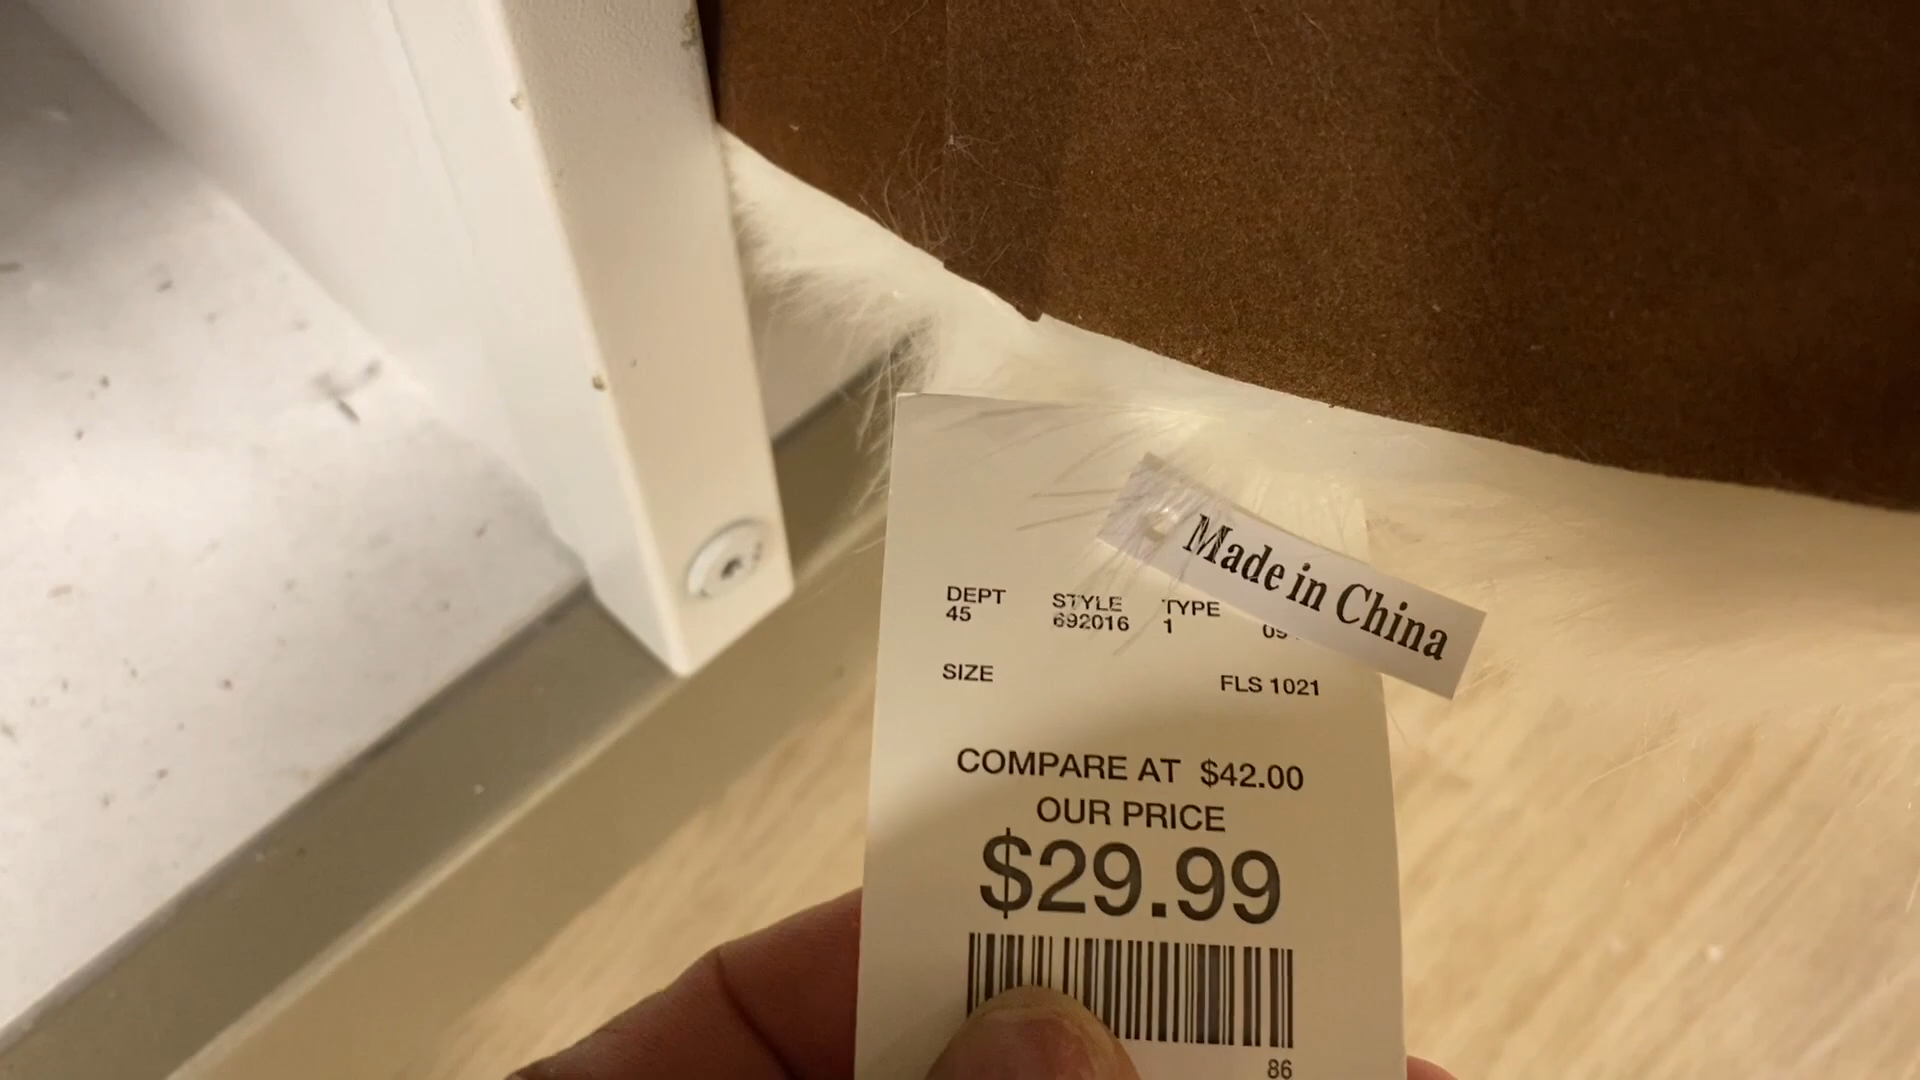 Made in China
DEPT STYLE TYPE
45 692016 1
SIZE FLS 1021
COMPARE AT $42.00
OUR PRICE
$29.99
86